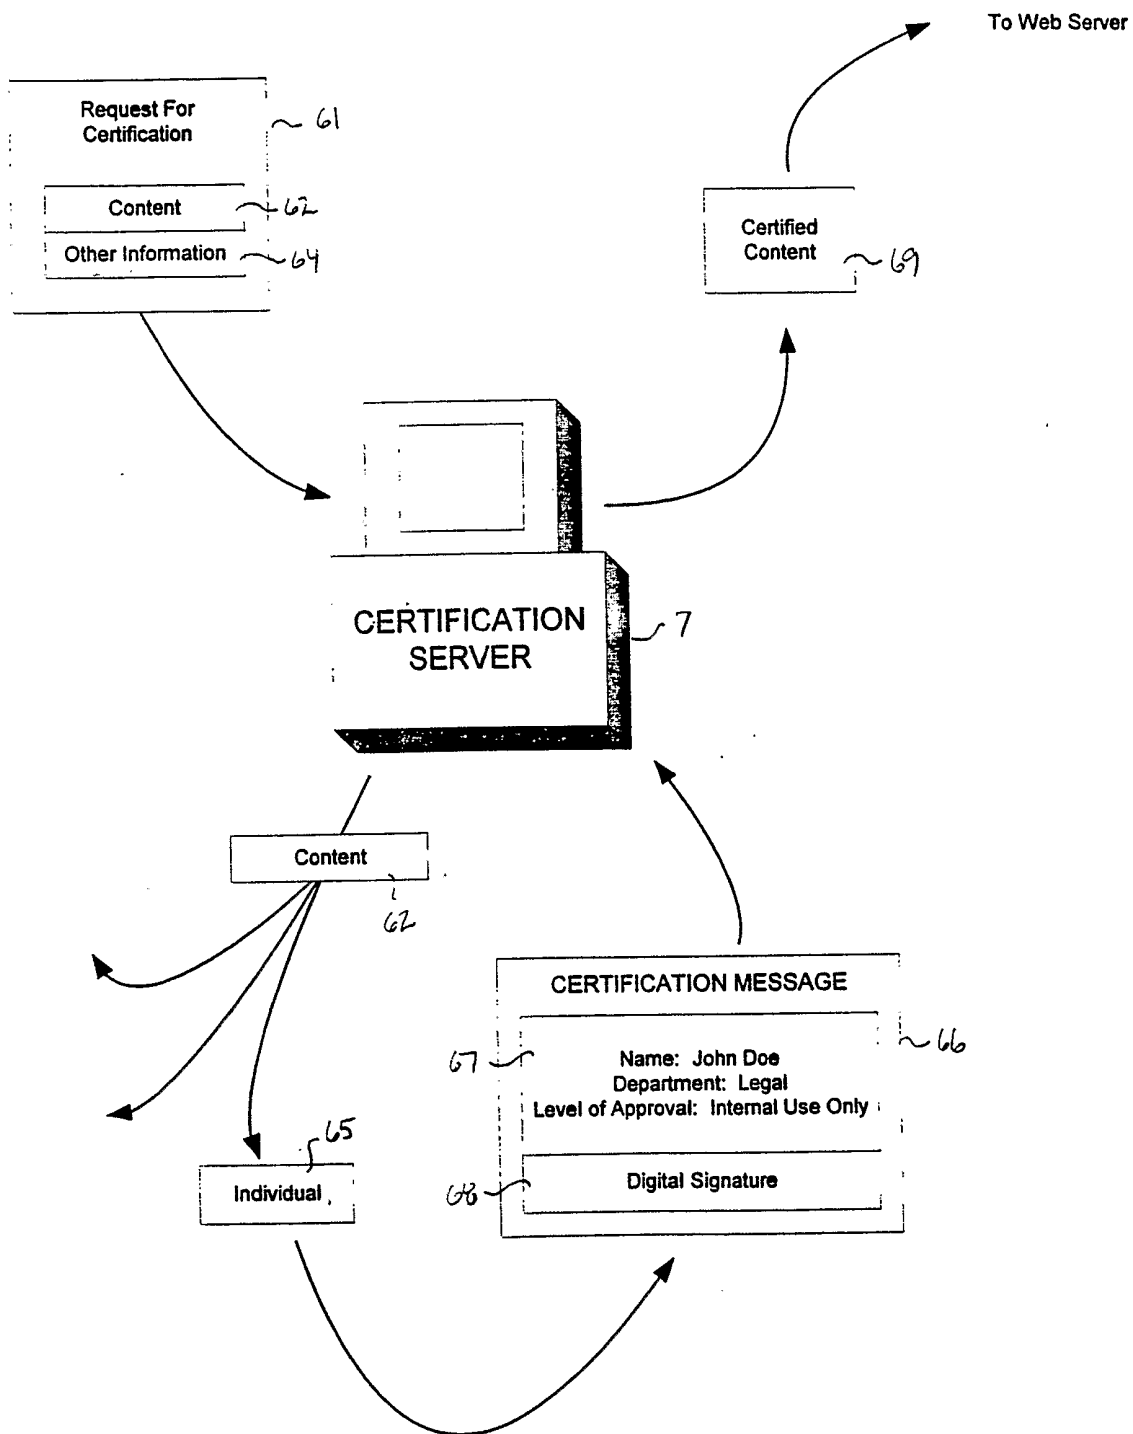 To Web Server
Request For
Certification
61
Content
62
Other Information
64
Certified
Content
69
CERTIFICATION
SERVER
7
Content
62
CERTIFICATION MESSAGE
66
67
Name: John Doe
Department: Legal
Level of Approval: Internal Use Only
65
Individual
68
Digital Signature